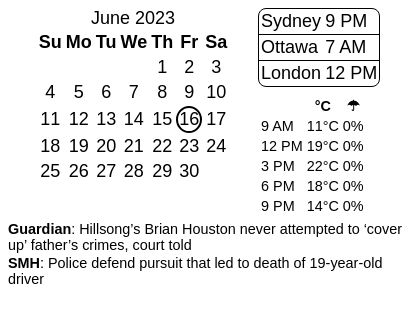 June 2023
Su Mo Tu We Th Fr Sa
1 2 3
4 5 6 7 8 9 10
11 12 13 14 15 16 17
18 19 20 21 22 23 24
25 26 27 28 29 30
Sydney 9 PM
Ottawa 7 AM
London 12 PM
°C ☂
9 AM 11°C 0%
12 PM 19°C 0%
3 PM 22°C 0%
6 PM 18°C 0%
9 PM 14°C 0%
Guardian: Hillsong’s Brian Houston never attempted to ‘cover
up’ father’s crimes, court told
SMH: Police defend pursuit that led to death of 19-year-old
driver